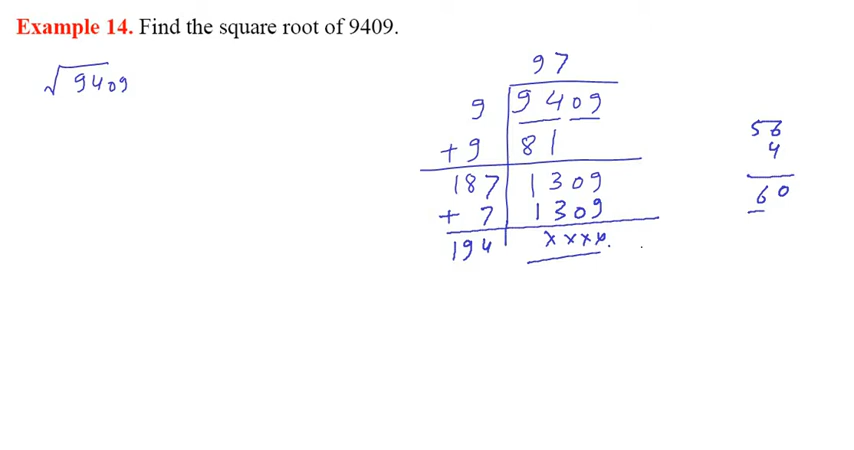 Example 14. Find the square root of 9409.
√9409
97
9 9409
+9 81
187 1309
+ 7 1309
194 xxxx.
56
4
60